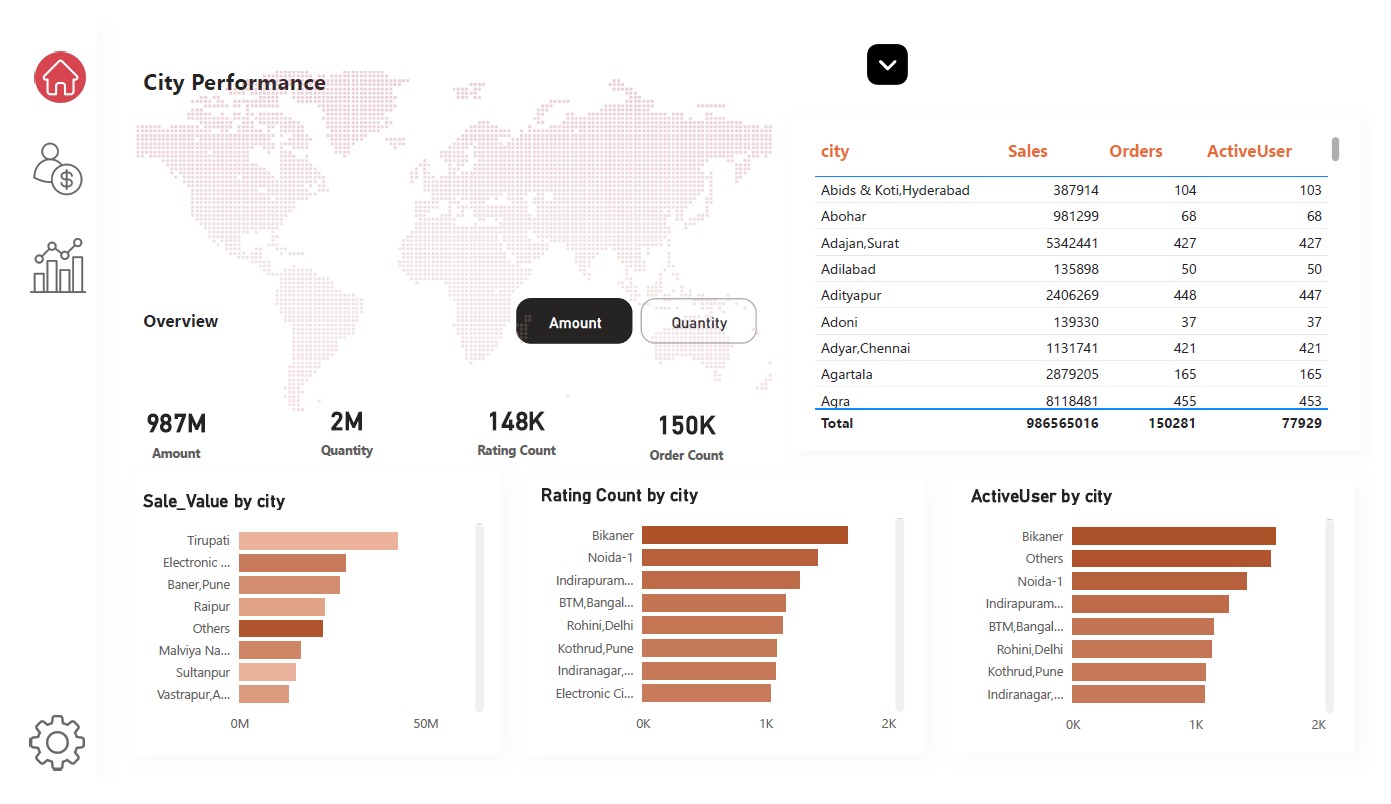 City Performance
Overview
Amount
Quantity
987M
Amount
2M
Quantity
148K
Rating Count
150K
Order Count
city Sales Orders ActiveUser
Abids & Koti,Hyderabad 387914 104 103
Abohar 981299 68 68
Adajan,Surat 5342441 427 427
Adilabad 135898 50 50
Adityapur 2406269 448 447
Adoni 139330 37 37
Adyar,Chennai 1131741 421 421
Agartala 2879205 165 165
Agra 8118481 455 453
Total 986565016 150281 77929
Sale_Value by city
Tirupati
Electronic ...
Baner,Pune
Raipur
Others
Malviya Na...
Sultanpur
Vastrapur,A...
0M 50M
Rating Count by city
Bikaner
Noida-1
Indirapuram...
BTM,Bangal...
Rohini,Delhi
Kothrud,Pune
Indiranagar,...
Electronic Ci...
0K 1K 2K
ActiveUser by city
Bikaner
Others
Noida-1
Indirapuram...
BTM,Bangal...
Rohini,Delhi
Kothrud,Pune
Indiranagar,...
0K 1K 2K